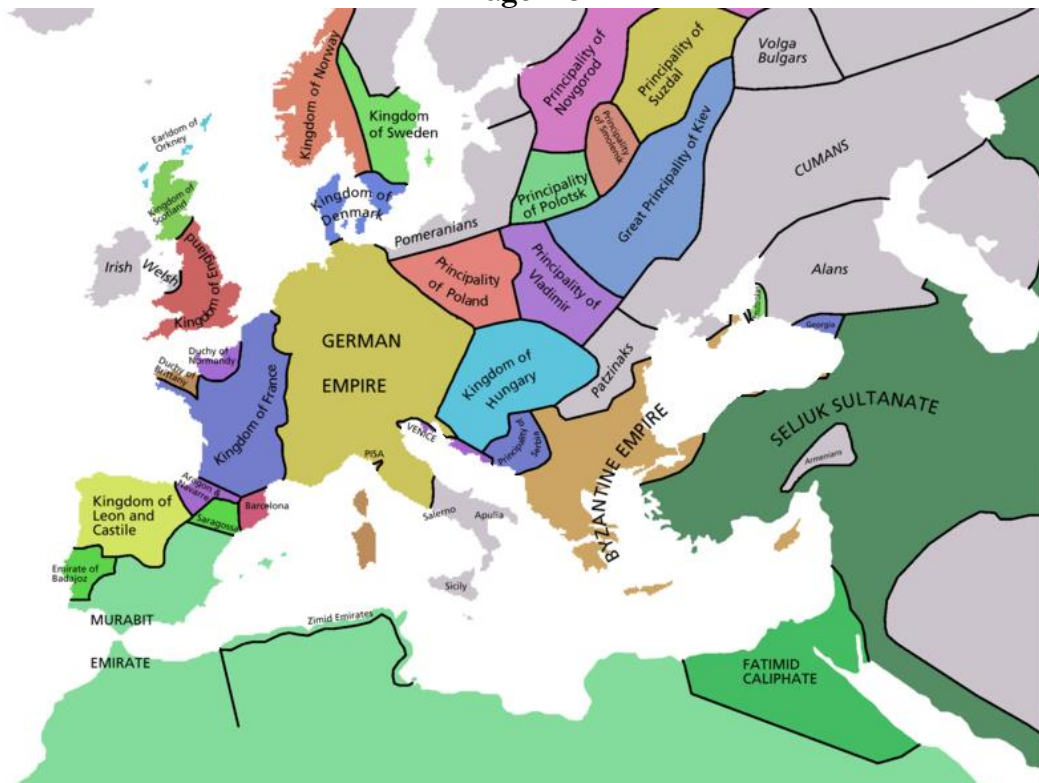 Kingdom of Norway
Kingdom
of Sweden
Principality of
Novgorod
Principality of
Suzdal
Volga
Bulgars
Principality
of Smolensk
Great Principality of Kiev
CUMANS
Earldom of
Orkney
Kingdom of
Scotland
Kingdom of
Denmark
Principality
of Polotsk
Pomeranians
Irish
Welsh
Kingdom of England
Principality
of Poland
Principality of
Vladimir
Alans
Georgia
GERMAN
EMPIRE
Duchy of
Normandy
Duchy of
Brittany
Kingdom of France
Kingdom of
Hungary
Patzinaks
VENICE
Principality of
Serbia
BYZANTINE EMPIRE
SELJUK SULTANATE
Armenians
PISA
Aragon &
Navarre
Barcelona
Saragossa
Kingdom of
Leon and
Castile
Emirate of
Badajoz
Salerno
Apulia
Sicily
MURABIT
EMIRATE
Zimid Emirates
FATIMID
CALIPHATE